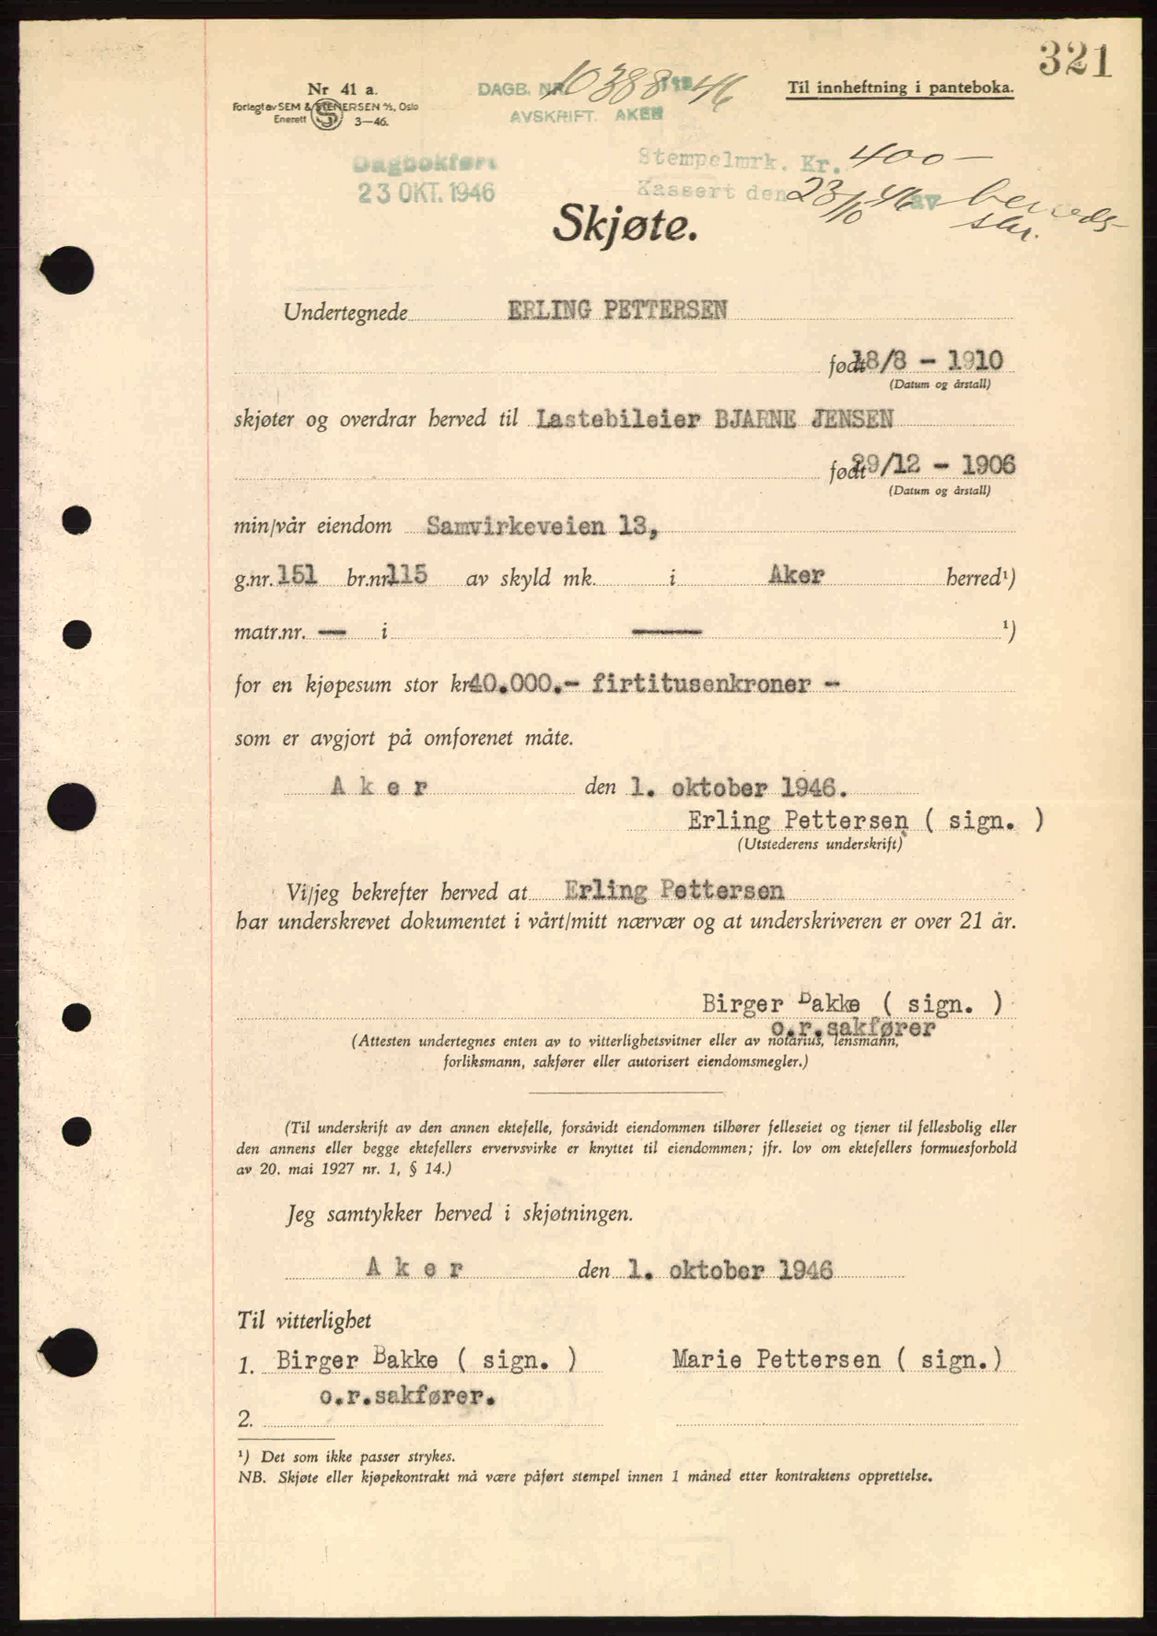 321
Nr 41 a.
Forlagt av SEM & STENERSEN A/S, Oslo
Enerett 3—46.
DAGB. NR. 10388 1946
AVSKRIFT. AKER
Til innheftning i panteboka.
Dagbokført
23 OKT. 1946
Stempelmrk. Kr. 400 —
Kassert den 23/10 46 av
skr.
Skjøte.
Undertegnede ERLING PETTERSEN
født 18/8 - 1910
(Datum og årstall)
skjøter og overdrar herved til Lastebileier BJARNE JENSEN
født 29/12 - 1906
(Datum og årstall)
min/vår eiendom Samvirkeveien 13,
g.nr. 151 br.nr. 115 av skyld mk. i Aker herred¹)
matr.nr. — i — ¹)
for en kjøpesum stor kr 40.000.- firtitusenkroner -
som er avgjort på omforenet måte.
A k e r den 1. oktober 1946.
Erling Pettersen ( sign. )
(Utstederens underskrift)
Vi/jeg bekrefter herved at Erling Pettersen
har underskrevet dokumentet i vårt/mitt nærvær og at underskriveren er over 21 år.
Birger Bakke ( sign. )
o.r.sakfører
(Attesten undertegnes enten av to vitterlighetsvitner eller av notarius, lensmann,
forliksmann, sakfører eller autorisert eiendomsmegler.)
(Til underskrift av den annen ektefelle, forsåvidt eiendommen tilhører felleseiet og tjener til fellesbolig eller
den annens eller begge ektefellers ervervsvirke er knyttet til eiendommen; jfr. lov om ektefellers formuesforhold
av 20. mai 1927 nr. 1, § 14.)
Jeg samtykker herved i skjøtningen.
A k e r den 1. oktober 1946
Til vitterlighet
1. Birger Bakke ( sign. ) Marie Pettersen ( sign.)
o.r.sakfører.
2.
¹) Det som ikke passer strykes.
NB. Skjøte eller kjøpekontrakt må være påført stempel innen 1 måned etter kontraktens opprettelse.